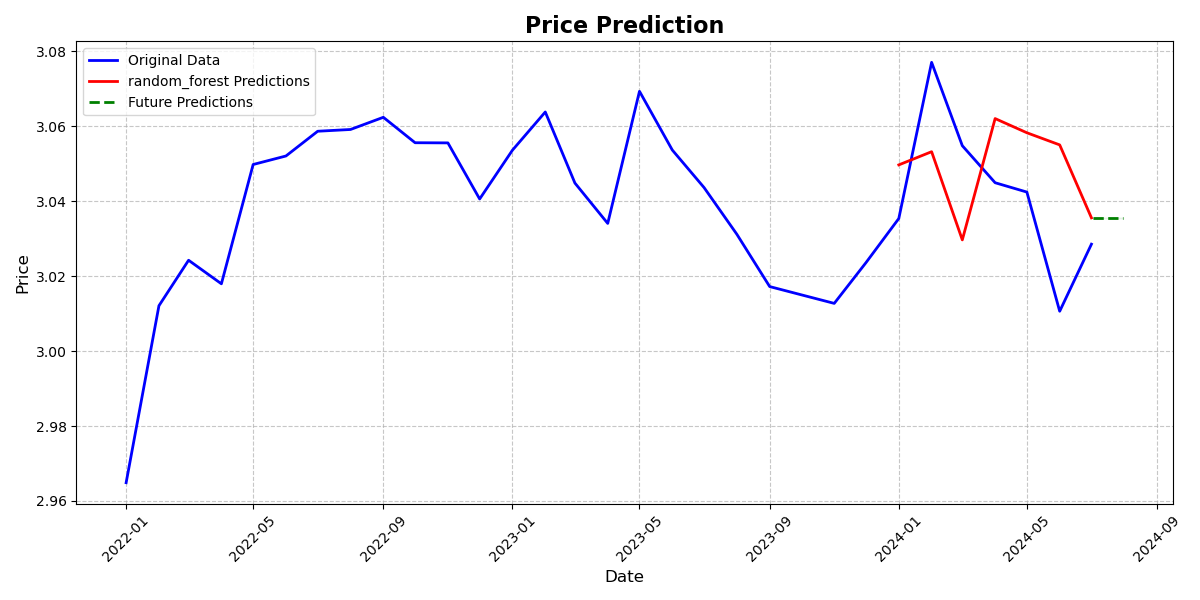 Price Prediction
Original Data
random_forest Predictions
Future Predictions
Price
3.08
3.06
3.04
3.02
3.00
2.98
2.96
2022-01
2022-05
2022-09
2023-01
2023-05
2023-09
2024-01
2024-05
2024-09
Date